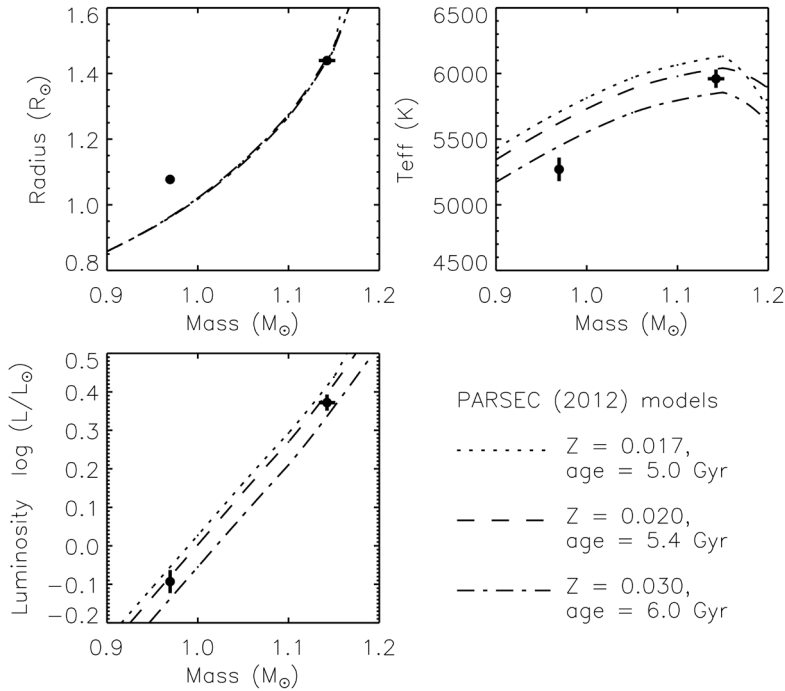 1.6
1.4
1.2
1.0
0.8
Radius (R☉)
0.9 1.0 1.1 1.2
Mass (M☉)
6500
6000
5500
5000
4500
Teff (K)
0.9 1.0 1.1 1.2
Mass (M☉)
0.5
0.4
0.3
0.2
0.1
0.0
−0.1
−0.2
Luminosity log (L/L☉)
0.9 1.0 1.1 1.2
Mass (M☉)
PARSEC (2012) models
Z = 0.017,
age = 5.0 Gyr
Z = 0.020,
age = 5.4 Gyr
Z = 0.030,
age = 6.0 Gyr